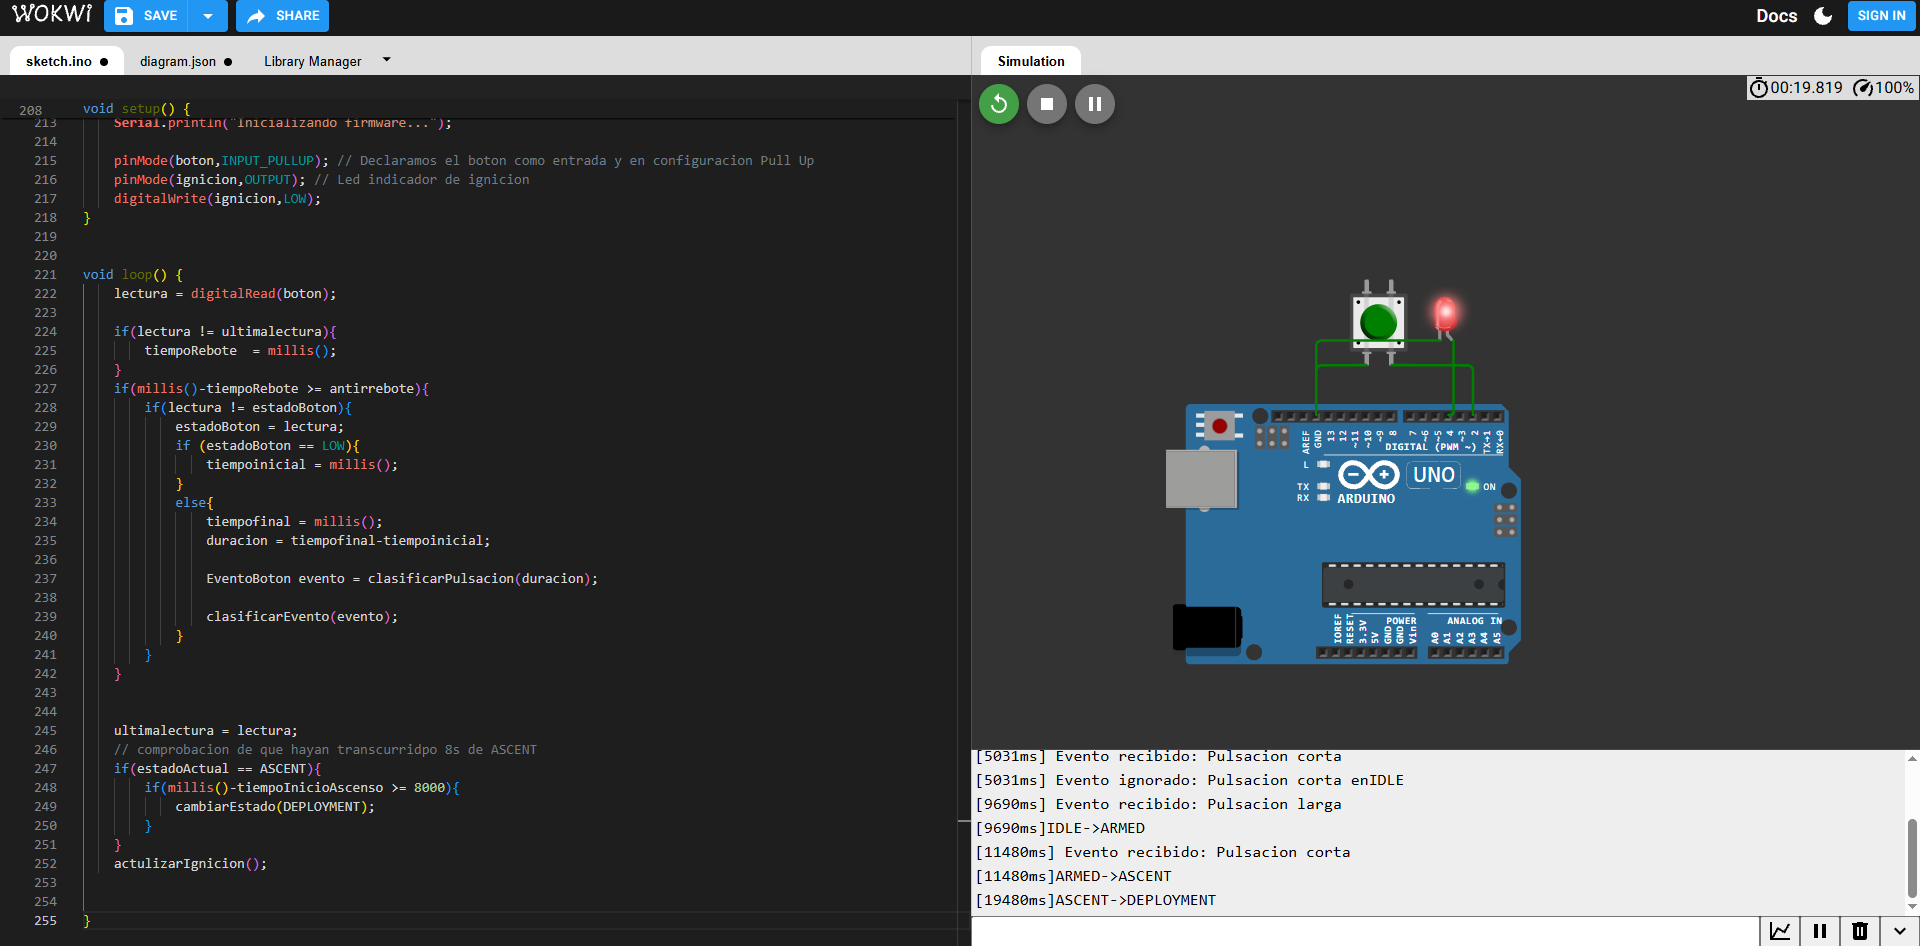 WOKWI SAVE SHARE Docs SIGN IN
sketch.ino ● diagram.json ● Library Manager
Simulation
00:19.819 100%
208 void setup() {
213 Serial.println("Inicializando firmware...");
214
215 pinMode(boton,INPUT_PULLUP); // Declaramos el boton como entrada y en configuracion Pull Up
216 pinMode(ignicion,OUTPUT); // Led indicador de ignicion
217 digitalWrite(ignicion,LOW);
218 }
219
220
221 void loop() {
222 lectura = digitalRead(boton);
223
224 if(lectura != ultimalectura){
225 tiempoRebote  = millis();
226 }
227 if(millis()-tiempoRebote >= antirrebote){
228 if(lectura != estadoBoton){
229 estadoBoton = lectura;
230 if (estadoBoton == LOW){
231 tiempoinicial = millis();
232 }
233 else{
234 tiempofinal = millis();
235 duracion = tiempofinal-tiempoinicial;
236
237 EventoBoton evento = clasificarPulsacion(duracion);
238
239 clasificarEvento(evento);
240 }
241 }
242 }
243
244
245 ultimalectura = lectura;
246 // comprobacion de que hayan transcurridpo 8s de ASCENT
247 if(estadoActual == ASCENT){
248 if(millis()-tiempoInicioAscenso >= 8000){
249 cambiarEstado(DEPLOYMENT);
250 }
251 }
252 actulizarIgnicion();
253
254
255 }
AREF GND 13 12 ~11 ~10 ~9 8 7 ~6 ~5 4 ~3 2 TX→1 RX←0
DIGITAL (PWM ~)
L
TX
RX
UNO
ON
ARDUINO
IOREF RESET 3.3V 5V GND GND Vin
POWER
ANALOG IN
A0 A1 A2 A3 A4 A5
[5031ms] Evento recibido: Pulsacion corta
[5031ms] Evento ignorado: Pulsacion corta enIDLE
[9690ms] Evento recibido: Pulsacion larga
[9690ms]IDLE->ARMED
[11480ms] Evento recibido: Pulsacion corta
[11480ms]ARMED->ASCENT
[19480ms]ASCENT->DEPLOYMENT